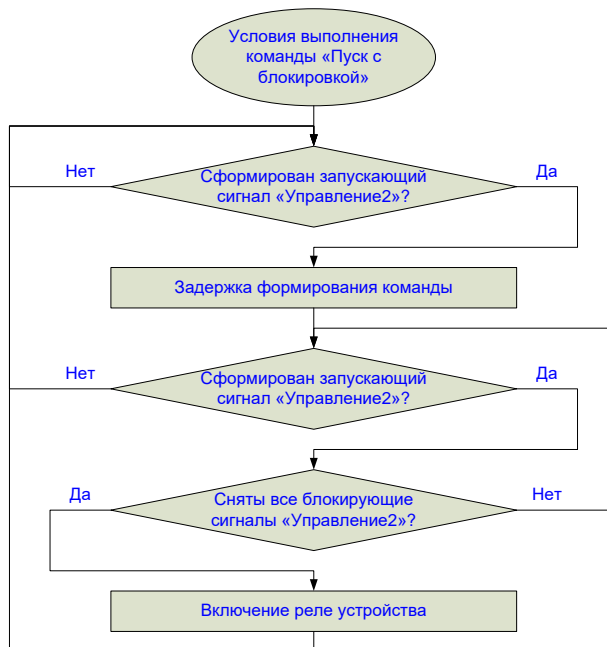 Условия выполнения
команды «Пуск с
блокировкой»
Нет
Сформирован запускающий
сигнал «Управление2»?
Да
Задержка формирования команды
Нет
Сформирован запускающий
сигнал «Управление2»?
Да
Да
Сняты все блокирующие
сигналы «Управление2»?
Нет
Включение реле устройства